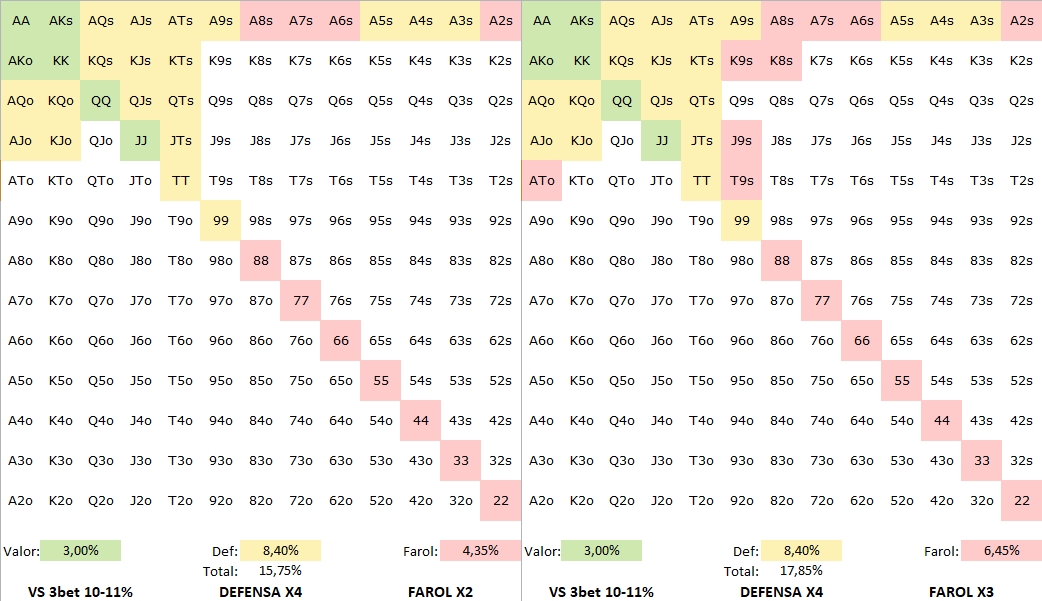 AA AKs AQs AJs ATs A9s A8s A7s A6s A5s A4s A3s A2s AA AKs AQs AJs ATs A9s A8s A7s A6s A5s A4s A3s A2s
AKo KK KQs KJs KTs K9s K8s K7s K6s K5s K4s K3s K2s AKo KK KQs KJs KTs K9s K8s K7s K6s K5s K4s K3s K2s
AQo KQo QQ QJs QTs Q9s Q8s Q7s Q6s Q5s Q4s Q3s Q2s AQo KQo QQ QJs QTs Q9s Q8s Q7s Q6s Q5s Q4s Q3s Q2s
AJo KJo QJo JJ JTs J9s J8s J7s J6s J5s J4s J3s J2s AJo KJo QJo JJ JTs J9s J8s J7s J6s J5s J4s J3s J2s
ATo KTo QTo JTo TT T9s T8s T7s T6s T5s T4s T3s T2s ATo KTo QTo JTo TT T9s T8s T7s T6s T5s T4s T3s T2s
A9o K9o Q9o J9o T9o 99 98s 97s 96s 95s 94s 93s 92s A9o K9o Q9o J9o T9o 99 98s 97s 96s 95s 94s 93s 92s
A8o K8o Q8o J8o T8o 98o 88 87s 86s 85s 84s 83s 82s A8o K8o Q8o J8o T8o 98o 88 87s 86s 85s 84s 83s 82s
A7o K7o Q7o J7o T7o 97o 87o 77 76s 75s 74s 73s 72s A7o K7o Q7o J7o T7o 97o 87o 77 76s 75s 74s 73s 72s
A6o K6o Q6o J6o T6o 96o 86o 76o 66 65s 64s 63s 62s A6o K6o Q6o J6o T6o 96o 86o 76o 66 65s 64s 63s 62s
A5o K5o Q5o J5o T5o 95o 85o 75o 65o 55 54s 53s 52s A5o K5o Q5o J5o T5o 95o 85o 75o 65o 55 54s 53s 52s
A4o K4o Q4o J4o T4o 94o 84o 74o 64o 54o 44 43s 42s A4o K4o Q4o J4o T4o 94o 84o 74o 64o 54o 44 43s 42s
A3o K3o Q3o J3o T3o 93o 83o 73o 63o 53o 43o 33 32s A3o K3o Q3o J3o T3o 93o 83o 73o 63o 53o 43o 33 32s
A2o K2o Q2o J2o T2o 92o 82o 72o 62o 52o 42o 32o 22 A2o K2o Q2o J2o T2o 92o 82o 72o 62o 52o 42o 32o 22
Valor: 3,00% Def: 8,40% Farol: 4,35% Valor: 3,00% Def: 8,40% Farol: 6,45%
Total: 15,75% Total: 17,85%
VS 3bet 10-11% DEFENSA X4 FAROL X2 VS 3bet 10-11% DEFENSA X4 FAROL X3